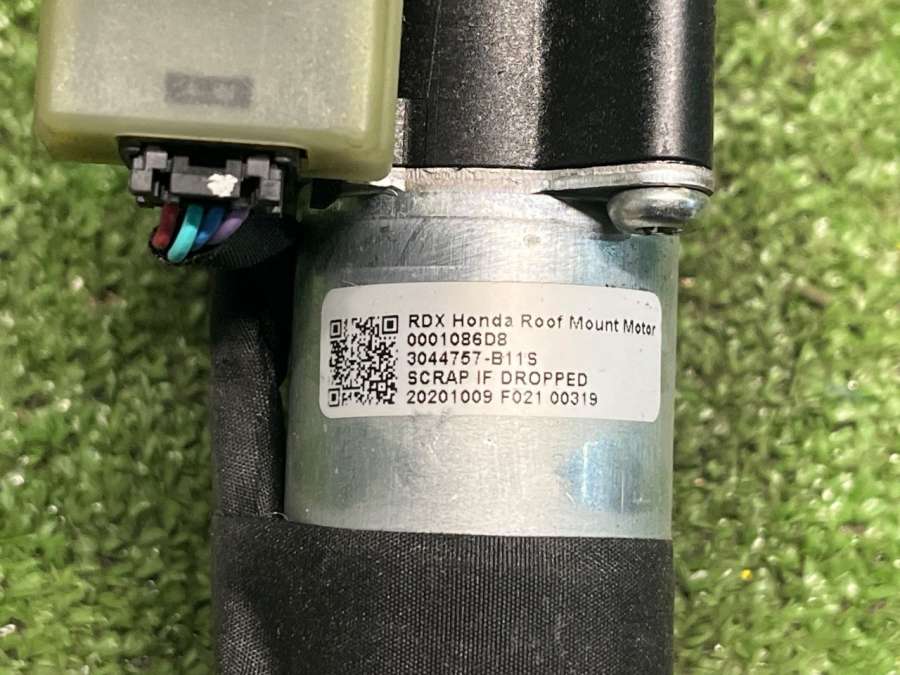 RDX Honda Roof Mount Motor
0001086D8
3044757-B11S
SCRAP IF DROPPED
20201009 F021 00319